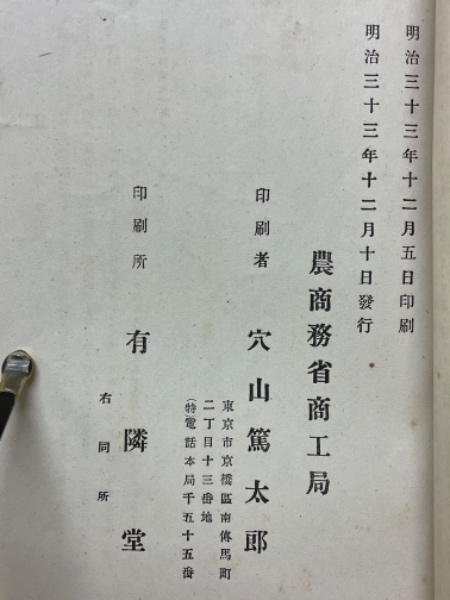 明治三十三年十二月五日印刷
明治三十三年十二月十日發行
農商務省商工局
印刷者 穴山篤太郎
東京市京橋區南傳馬町
二丁目十三番地
(特)電話本局千五十五番
印刷所 有隣堂
右同所